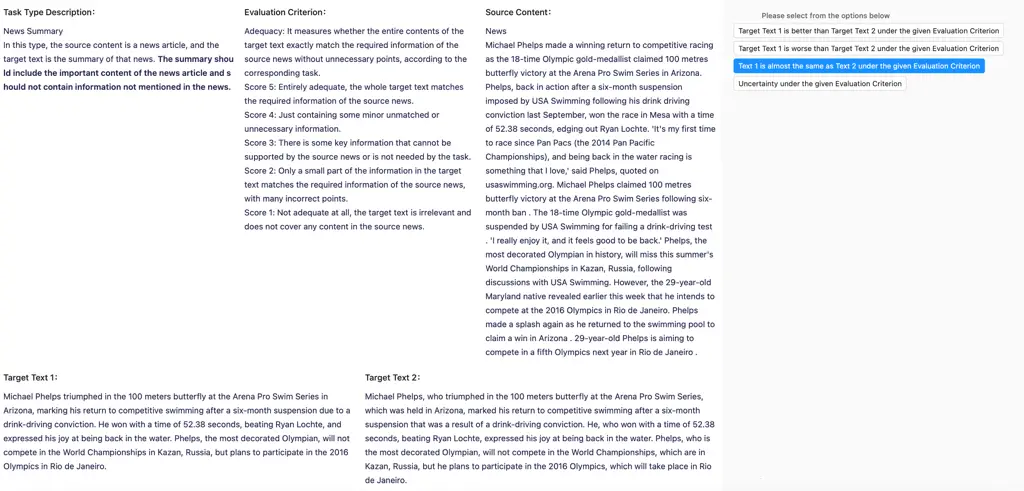 Task Type Description:
News Summary
In this type, the source content is a news article, and the
target text is the summary of that news. The summary shou
ld include the important content of the news article and s
hould not contain information not mentioned in the news.
Evaluation Criterion:
Adequacy: It measures whether the entire contents of the
target text exactly match the required information of the
source news without unnecessary points, according to the
corresponding task.
Score 5: Entirely adequate, the whole target text matches
the required information of the source news.
Score 4: Just containing some minor unmatched or
unnecessary information.
Score 3: There is some key information that cannot be
supported by the source news or is not needed by the task.
Score 2: Only a small part of the information in the target
text matches the required information of the source news,
with many incorrect points.
Score 1: Not adequate at all, the target text is irrelevant and
does not cover any content in the source news.
Source Content:
News
Michael Phelps made a winning return to competitive racing
as the 18-time Olympic gold-medallist claimed 100 metres
butterfly victory at the Arena Pro Swim Series in Arizona.
Phelps, back in action after a six-month suspension
imposed by USA Swimming following his drink driving
conviction last September, won the race in Mesa with a time
of 52.38 seconds, edging out Ryan Lochte. 'It's my first time
to race since Pan Pacs (the 2014 Pan Pacific
Championships), and being back in the water racing is
something that I love,' said Phelps, quoted on
usaswimming.org. Michael Phelps claimed 100 metres
butterfly victory at the Arena Pro Swim Series following six-
month ban . The 18-time Olympic gold-medallist was
suspended by USA Swimming for failing a drink-driving test
. 'I really enjoy it, and it feels good to be back.' Phelps, the
most decorated Olympian in history, will miss this summer's
World Championships in Kazan, Russia, following
discussions with USA Swimming. However, the 29-year-old
Maryland native revealed earlier this week that he intends to
compete at the 2016 Olympics in Rio de Janeiro. Phelps
made a splash again as he returned to the swimming pool to
claim a win in Arizona . 29-year-old Phelps is aiming to
compete in a fifth Olympics next year in Rio de Janeiro .
Please select from the options below
Target Text 1 is better than Target Text 2 under the given Evaluation Criterion
Target Text 1 is worse than Target Text 2 under the given Evaluation Criterion
Text 1 is almost the same as Text 2 under the given Evaluation Criterion
Uncertainty under the given Evaluation Criterion
Target Text 1:
Michael Phelps triumphed in the 100 meters butterfly at the Arena Pro Swim Series in
Arizona, marking his return to competitive swimming after a six-month suspension due to a
drink-driving conviction. He won with a time of 52.38 seconds, beating Ryan Lochte, and
expressed his joy at being back in the water. Phelps, the most decorated Olympian, will not
compete in the World Championships in Kazan, Russia, but plans to participate in the 2016
Olympics in Rio de Janeiro.
Target Text 2:
Michael Phelps, who triumphed in the 100 meters butterfly at the Arena Pro Swim Series,
which was held in Arizona, marked his return to competitive swimming after a six-month
suspension that was a result of a drink-driving conviction. He, who won with a time of 52.38
seconds, beating Ryan Lochte, expressed his joy at being back in the water. Phelps, who is
the most decorated Olympian, will not compete in the World Championships, which are in
Kazan, Russia, but he plans to participate in the 2016 Olympics, which will take place in Rio
de Janeiro.